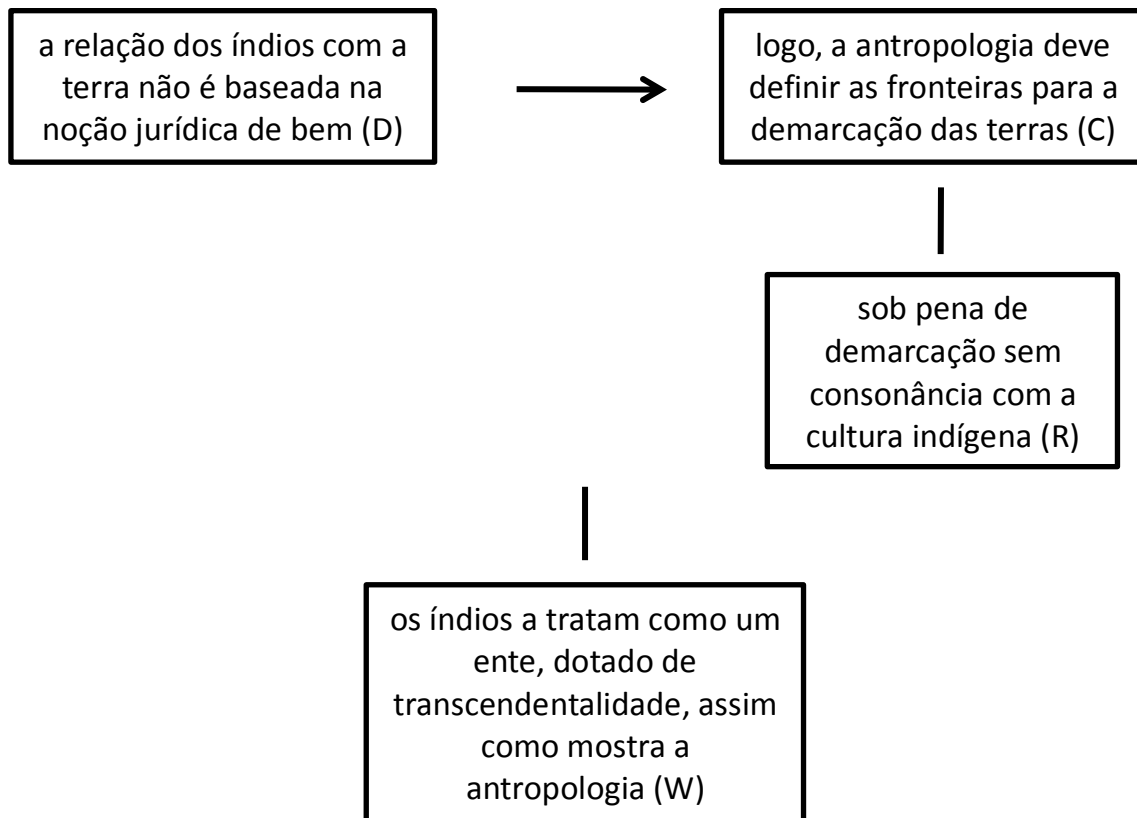 a relação dos índios com a
terra não é baseada na
noção jurídica de bem (D)
logo, a antropologia deve
definir as fronteiras para a
demarcação das terras (C)
sob pena de
demarcação sem
consonância com a
cultura indígena (R)
os índios a tratam como um
ente, dotado de
transcendentalidade, assim
como mostra a
antropologia (W)